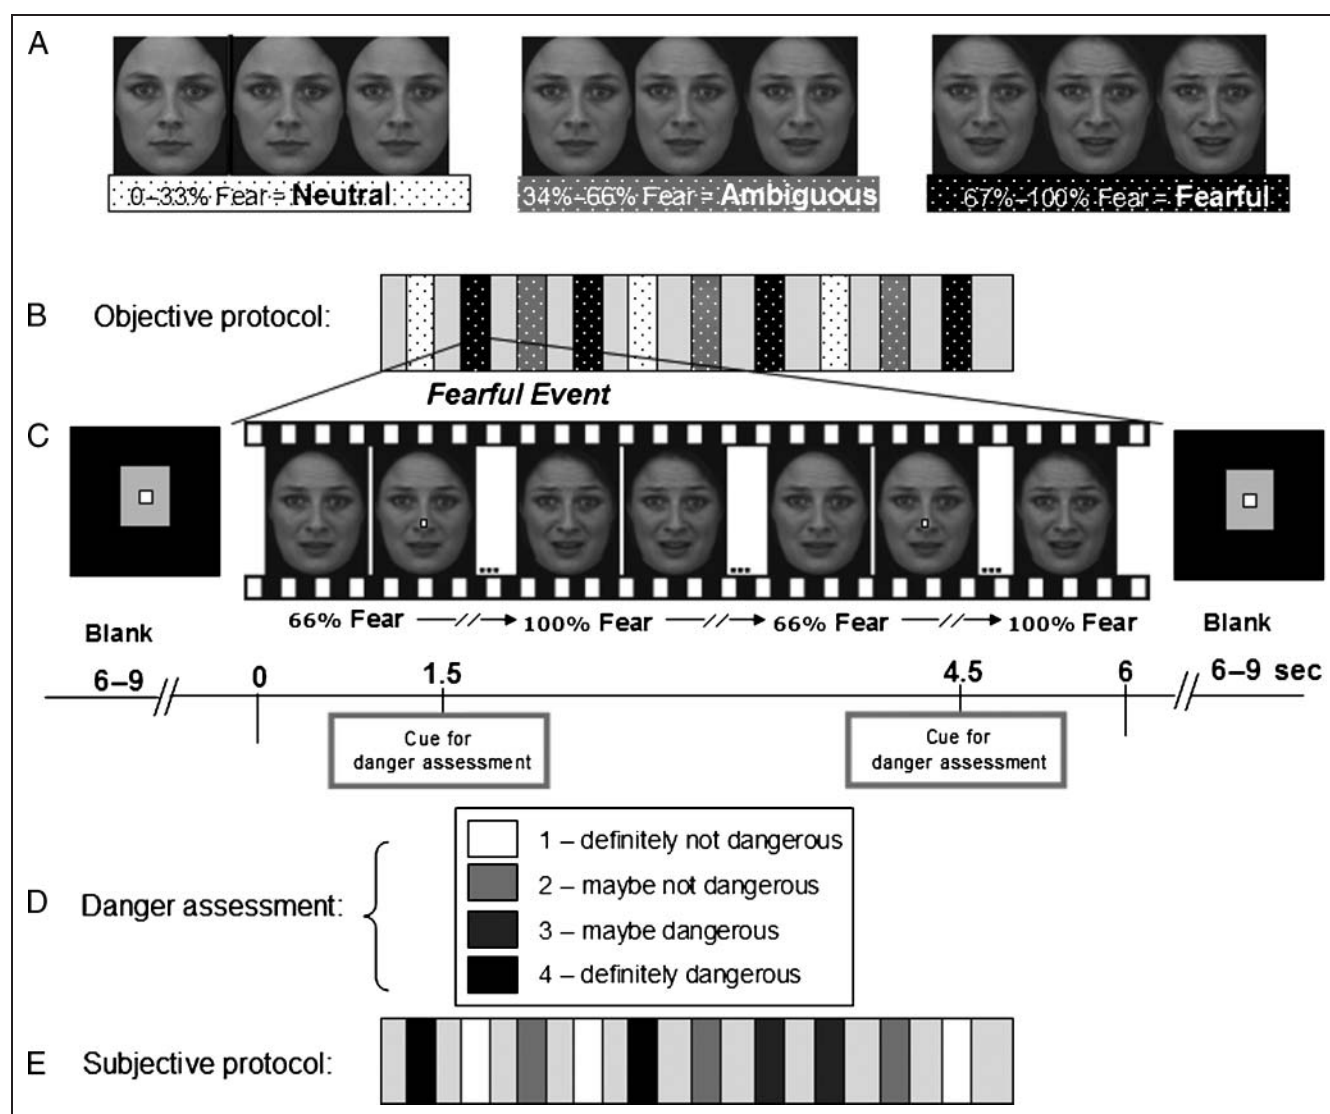 A
0–33% Fear = Neutral
34%–66% Fear = Ambiguous
67%–100% Fear = Fearful
B Objective protocol:
Fearful Event
C
... ... ...
66% Fear 100% Fear 66% Fear 100% Fear
Blank Blank
6–9 0 1.5 4.5 6 6–9 sec
Cue for
danger assessment
Cue for
danger assessment
1 – definitely not dangerous
2 – maybe not dangerous
D Danger assessment:
3 – maybe dangerous
4 – definitely dangerous
E Subjective protocol: